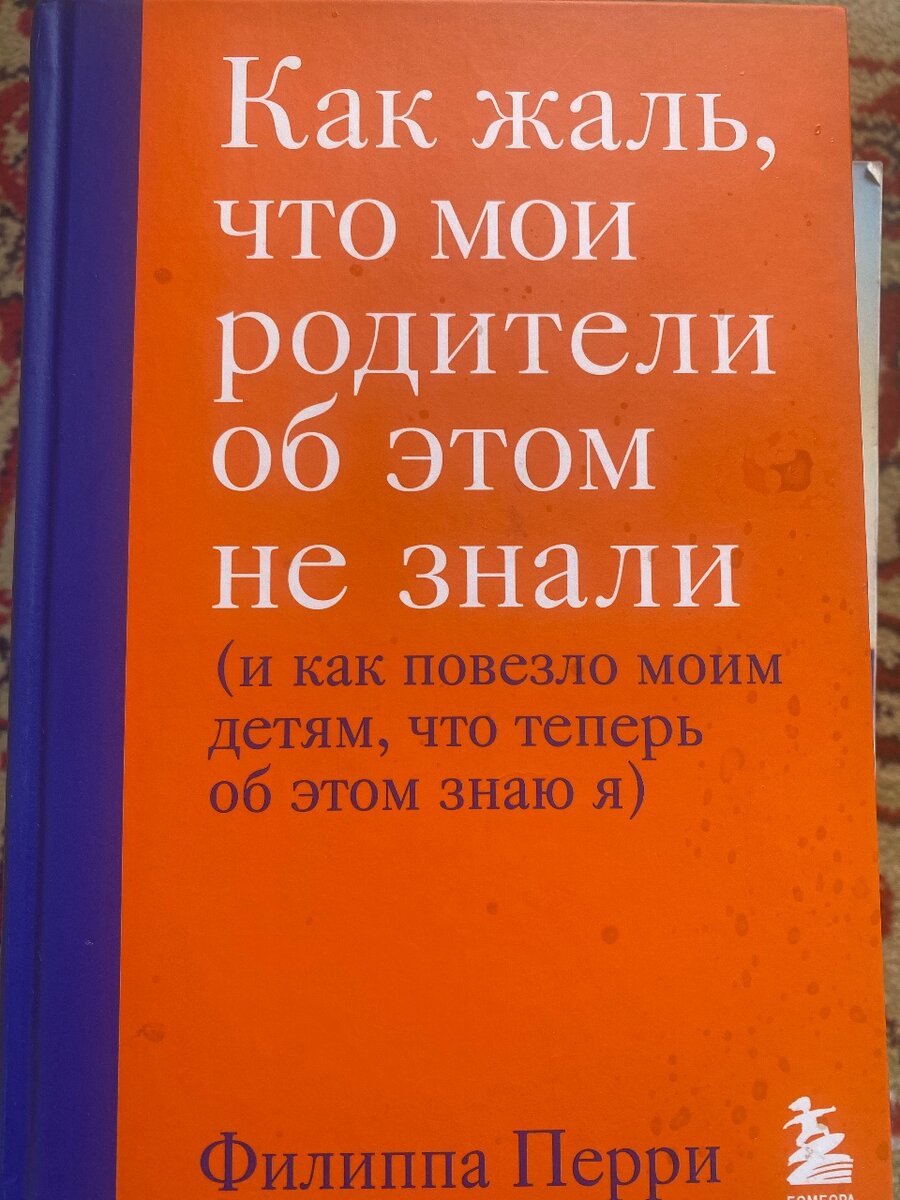 Как жаль,
что мои
родители
об этом
не знали
(и как повезло моим
детям, что теперь
об этом знаю я)
Филиппа Перри
БОМБОРА